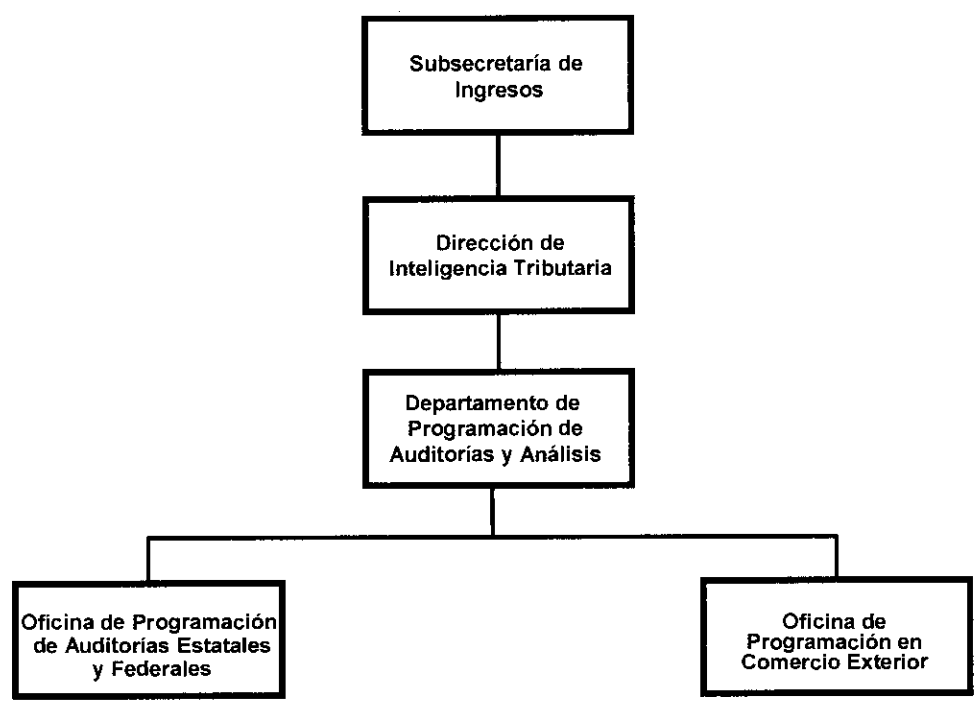 Subsecretaría de
Ingresos
Dirección de
Inteligencia Tributaria
Departamento de
Programación de
Auditorías y Análisis
Oficina de Programación
de Auditorías Estatales
y Federales
Oficina de
Programación en
Comercio Exterior